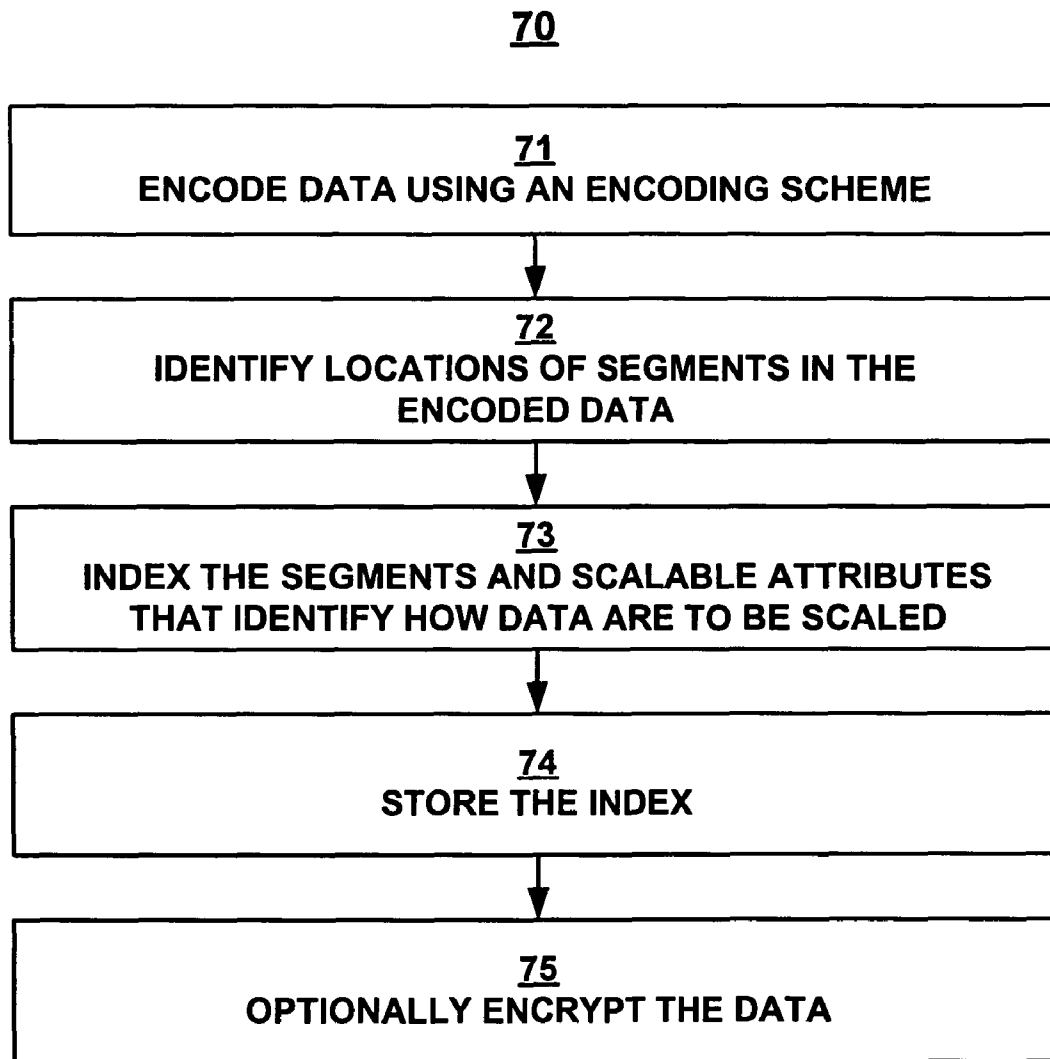 70
71
ENCODE DATA USING AN ENCODING SCHEME
72
IDENTIFY LOCATIONS OF SEGMENTS IN THE
ENCODED DATA
73
INDEX THE SEGMENTS AND SCALABLE ATTRIBUTES
THAT IDENTIFY HOW DATA ARE TO BE SCALED
74
STORE THE INDEX
75
OPTIONALLY ENCRYPT THE DATA